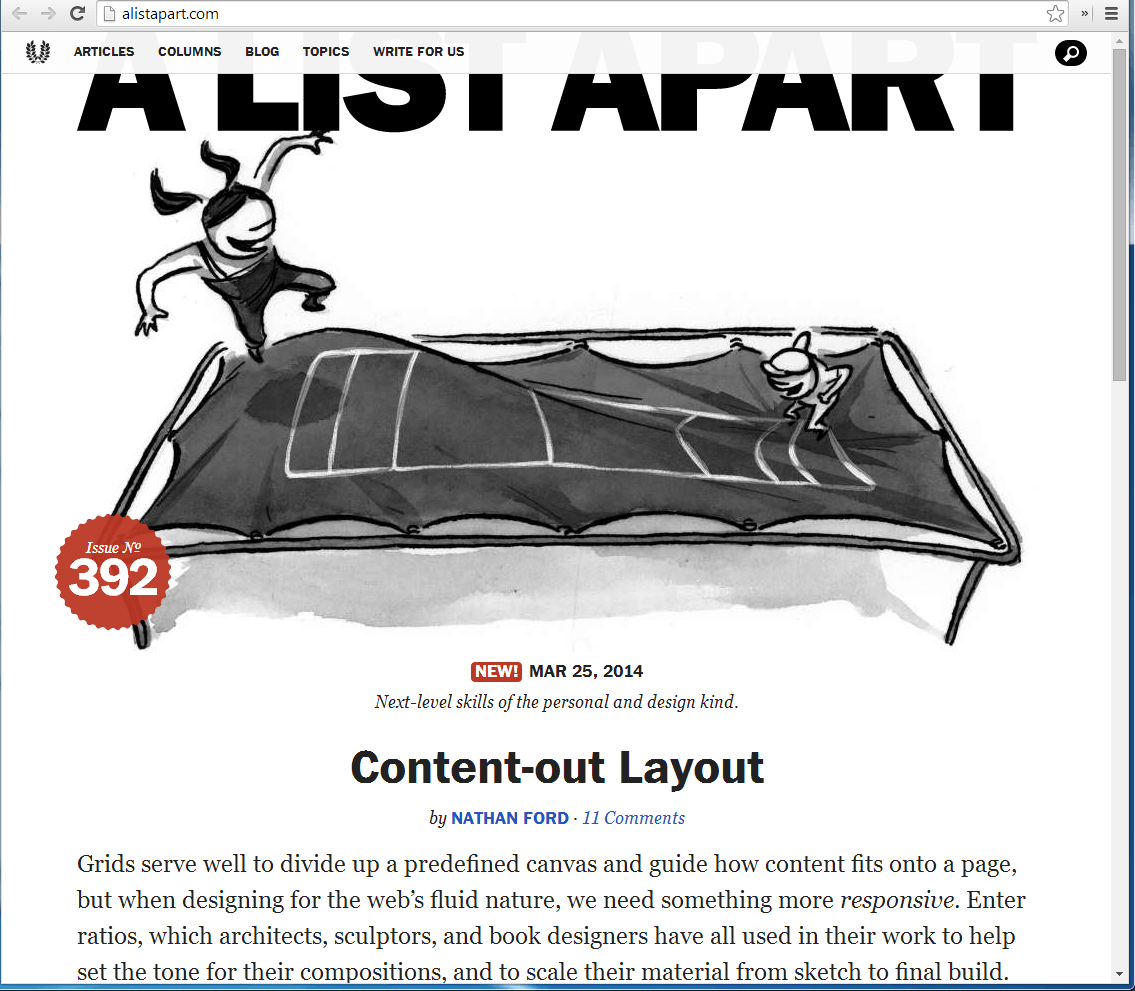 alistapart.com
»
ARTICLES COLUMNS BLOG TOPICS WRITE FOR US
A LIST APART
Issue Nº
392
NEW! MAR 25, 2014
Next-level skills of the personal and design kind.
Content-out Layout
by NATHAN FORD · 11 Comments
Grids serve well to divide up a predefined canvas and guide how content fits onto a page,
but when designing for the web’s fluid nature, we need something more responsive. Enter
ratios, which architects, sculptors, and book designers have all used in their work to help
set the tone for their compositions, and to scale their material from sketch to final build.